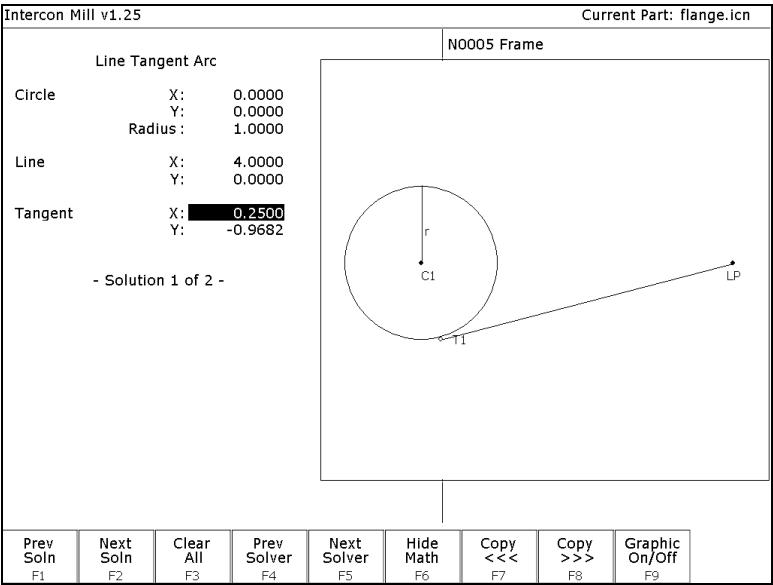 Intercon Mill v1.25 Current Part: flange.icn
N0005 Frame
Line Tangent Arc
Circle X: 0.0000
Y: 0.0000
Radius : 1.0000
Line X: 4.0000
Y: 0.0000
Tangent X: 0.2500
Y: -0.9682
- Solution 1 of 2 -
r
C1
LP
T1
Prev Soln F1
Next Soln F2
Clear All F3
Prev Solver F4
Next Solver F5
Hide Math F6
Copy <<< F7
Copy >>> F8
Graphic On/Off F9